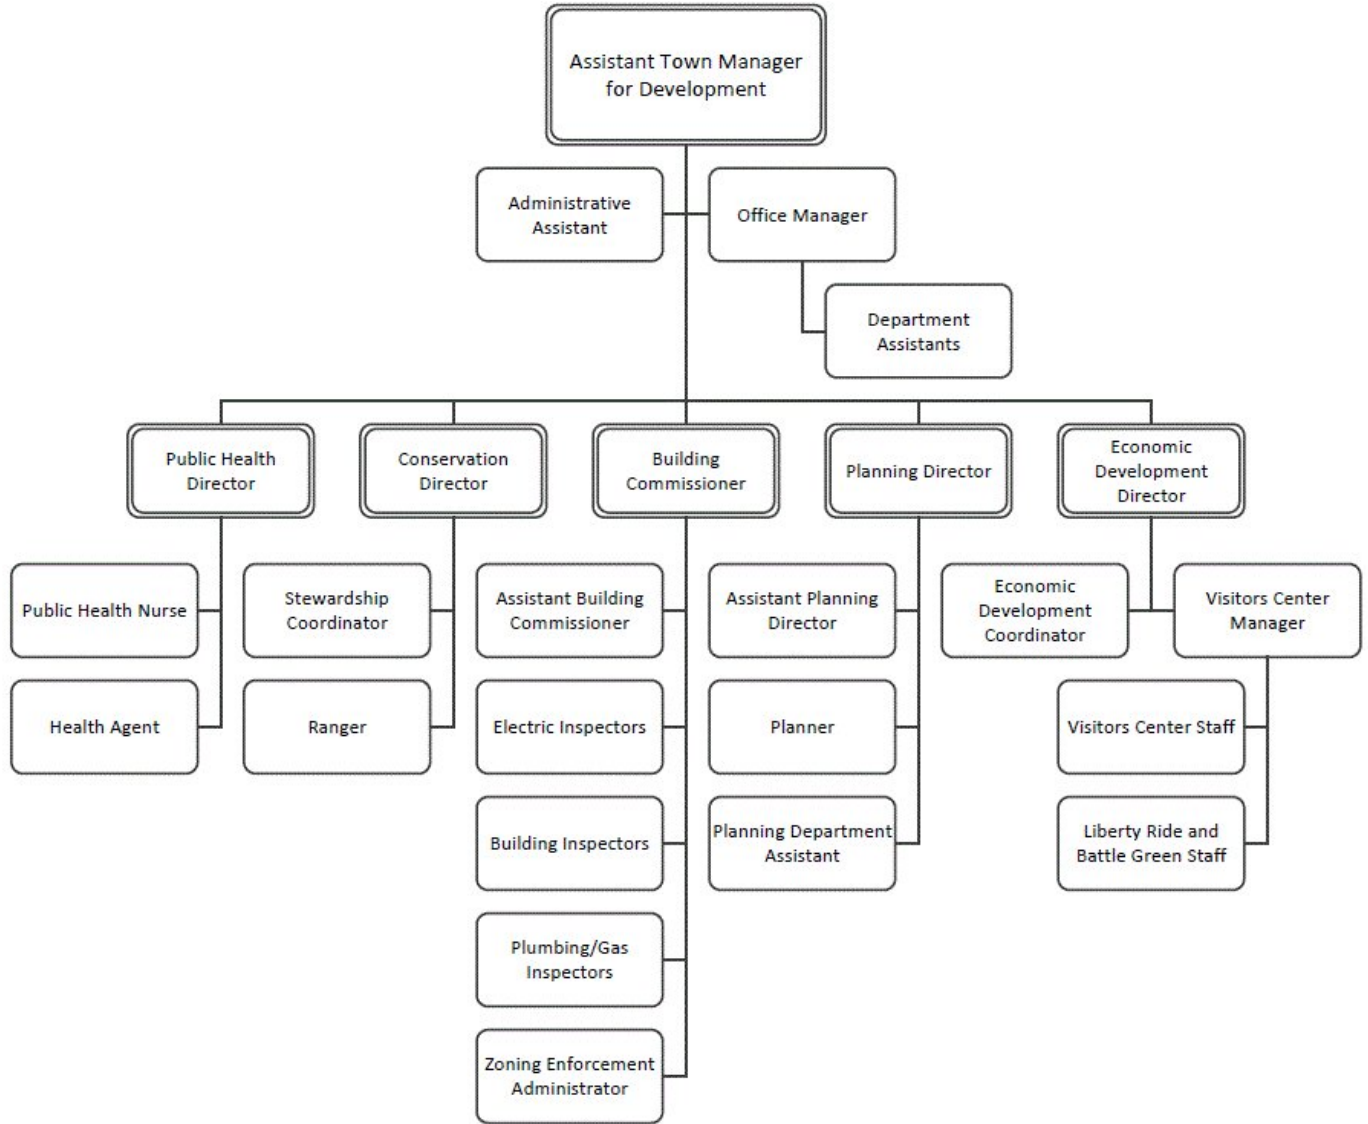 Assistant Town Manager
for Development
Administrative
Assistant
Office Manager
Department
Assistants
Public Health
Director
Conservation
Director
Building
Commissioner
Planning Director
Economic
Development
Director
Public Health Nurse
Health Agent
Stewardship
Coordinator
Ranger
Assistant Building
Commissioner
Electric Inspectors
Building Inspectors
Plumbing/Gas
Inspectors
Zoning Enforcement
Administrator
Assistant Planning
Director
Planner
Planning Department
Assistant
Economic
Development
Coordinator
Visitors Center
Manager
Visitors Center Staff
Liberty Ride and
Battle Green Staff